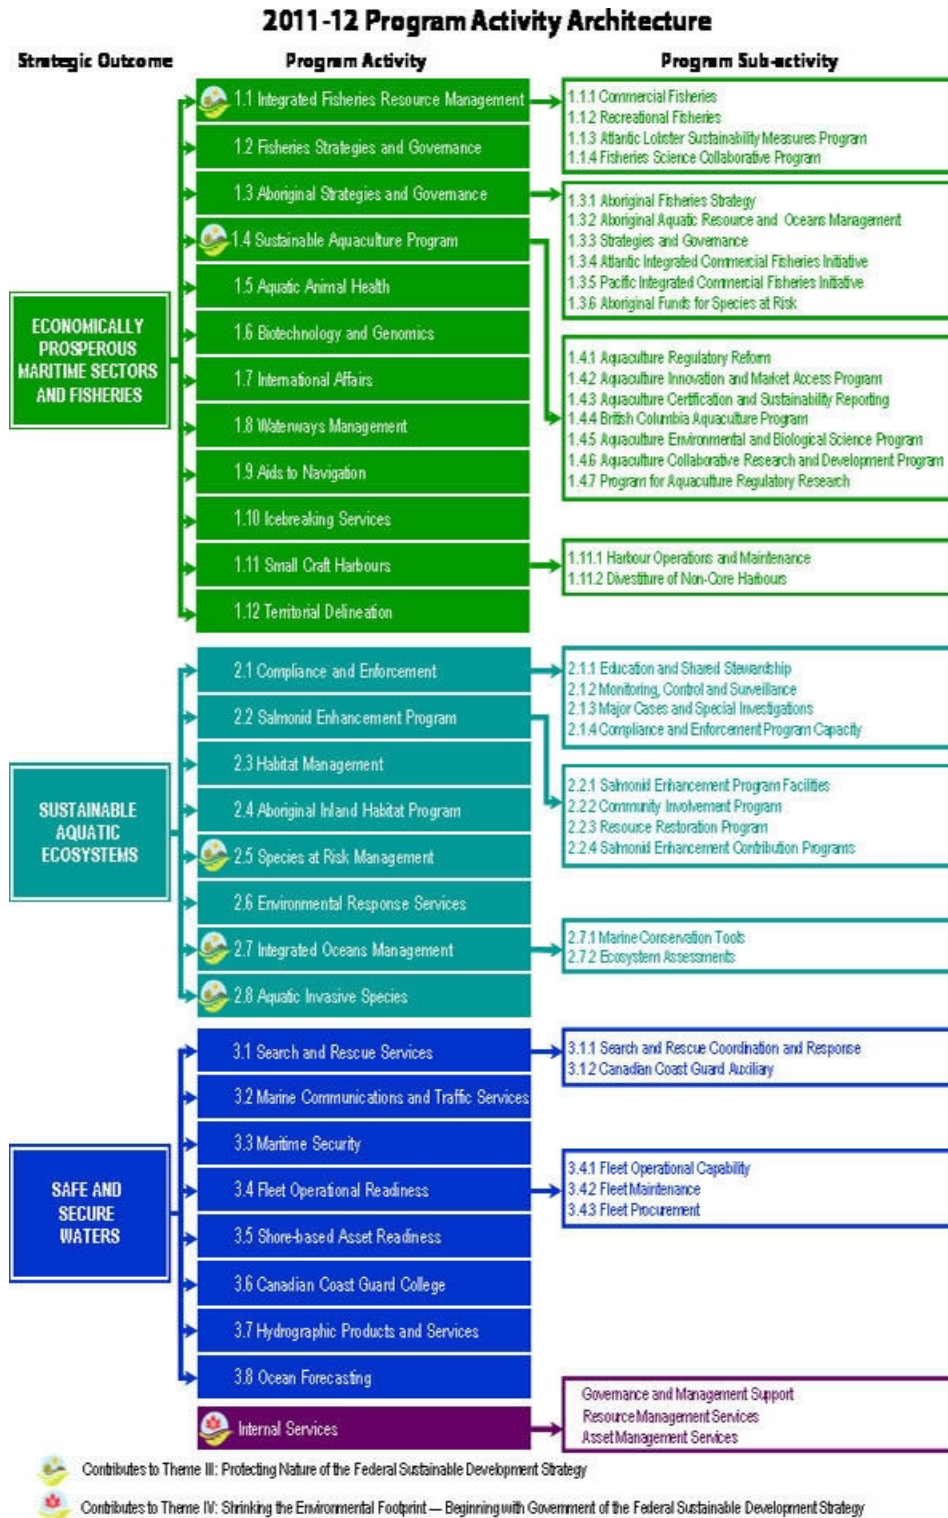 2011-12 Program Activity Architecture
Strategic Outcome
Program Activity
Program Sub-activity
ECONOMICALLY
PROSPEROUS
MARITIME SECTORS
AND FISHERIES
1.1 Integrated Fisheries Resource Management
1.1.1 Commercial Fisheries
1.1.2 Recreational Fisheries
1.1.3 Atlantic Lobster Sustainability Measures Program
1.1.4 Fisheries Science Collaborative Program
1.2 Fisheries Strategies and Governance
1.3 Aboriginal Strategies and Governance
1.3.1 Aboriginal Fisheries Strategy
1.3.2 Aboriginal Aquatic Resource and Oceans Management
1.3.3 Strategies and Governance
1.3.4 Atlantic Integrated Commercial Fisheries Initiative
1.3.5 Pacific Integrated Commercial Fisheries Initiative
1.3.6 Aboriginal Funds for Species at Risk
1.4 Sustainable Aquaculture Program
1.4.1 Aquaculture Regulatory Reform
1.4.2 Aquaculture Innovation and Market Access Program
1.4.3 Aquaculture Certification and Sustainability Reporting
1.4.4 British Columbia Aquaculture Program
1.4.5 Aquaculture Environmental and Biological Science Program
1.4.6 Aquaculture Collaborative Research and Development Program
1.4.7 Program for Aquaculture Regulatory Research
1.5 Aquatic Animal Health
1.6 Biotechnology and Genomics
1.7 International Affairs
1.8 Waterways Management
1.9 Aids to Navigation
1.10 Icebreaking Services
1.11 Small Craft Harbours
1.11.1 Harbour Operations and Maintenance
1.11.2 Divestiture of Non-Core Harbours
1.12 Territorial Delineation
SUSTAINABLE
AQUATIC
ECOSYSTEMS
2.1 Compliance and Enforcement
2.1.1 Education and Shared Stewardship
2.1.2 Monitoring, Control and Surveillance
2.1.3 Major Cases and Special Investigations
2.1.4 Compliance and Enforcement Program Capacity
2.2 Salmonid Enhancement Program
2.2.1 Salmonid Enhancement Program Facilities
2.2.2 Community Involvement Program
2.2.3 Resource Restoration Program
2.2.4 Salmonid Enhancement Contribution Programs
2.3 Habitat Management
2.4 Aboriginal Inland Habitat Program
2.5 Species at Risk Management
2.6 Environmental Response Services
2.7 Integrated Oceans Management
2.7.1 Marine Conservation Tools
2.7.2 Ecosystem Assessments
2.8 Aquatic Invasive Species
SAFE AND
SECURE
WATERS
3.1 Search and Rescue Services
3.1.1 Search and Rescue Coordination and Response
3.1.2 Canadian Coast Guard Auxiliary
3.2 Marine Communications and Traffic Services
3.3 Maritime Security
3.4 Fleet Operational Readiness
3.4.1 Fleet Operational Capability
3.4.2 Fleet Maintenance
3.4.3 Fleet Procurement
3.5 Shore-based Asset Readiness
3.6 Canadian Coast Guard College
3.7 Hydrographic Products and Services
3.8 Ocean Forecasting
Internal Services
Governance and Management Support
Resource Management Services
Asset Management Services
Contributes to Theme III: Protecting Nature of the Federal Sustainable Development Strategy
Contributes to Theme IV: Shrinking the Environmental Footprint — Beginning with Government of the Federal Sustainable Development Strategy